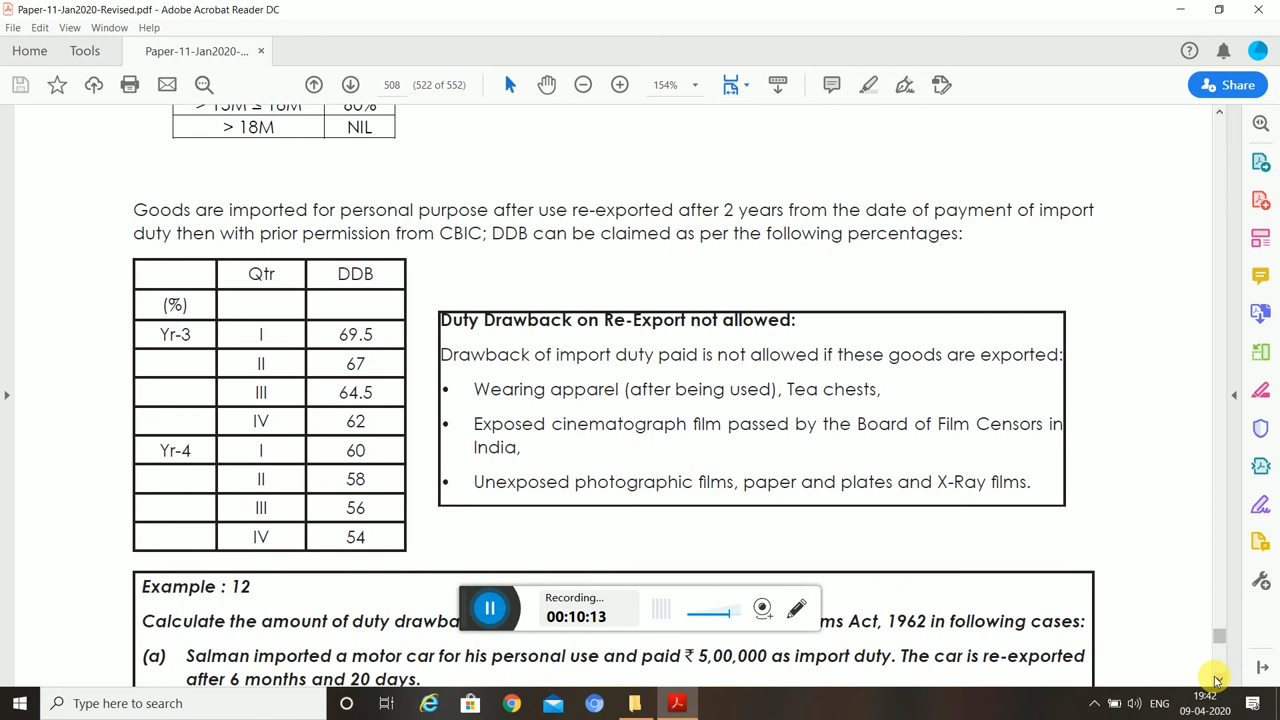 Paper-11-Jan2020-Revised.pdf - Adobe Acrobat Reader DC
File Edit View Window Help
Home Tools Paper-11-Jan2020-... ×
508 (522 of 552) 154% Share
> 15M ≤ 18M 60%
> 18M NIL
Goods are imported for personal purpose after use re-exported after 2 years from the date of payment of import
duty then with prior permission from CBIC; DDB can be claimed as per the following percentages:
Qtr DDB
(%)
Yr-3 I 69.5
II 67
III 64.5
IV 62
Yr-4 I 60
II 58
III 56
IV 54
Duty Drawback on Re-Export not allowed:
Drawback of import duty paid is not allowed if these goods are exported:
• Wearing apparel (after being used), Tea chests,
• Exposed cinematograph film passed by the Board of Film Censors in
India,
• Unexposed photographic films, paper and plates and X-Ray films.
Example : 12
Calculate the amount of duty drawba ms Act, 1962 in following cases:
(a) Salman imported a motor car for his personal use and paid ₹ 5,00,000 as import duty. The car is re-exported
after 6 months and 20 days.
Recording...
00:10:13
Type here to search
ENG
19:42
09-04-2020